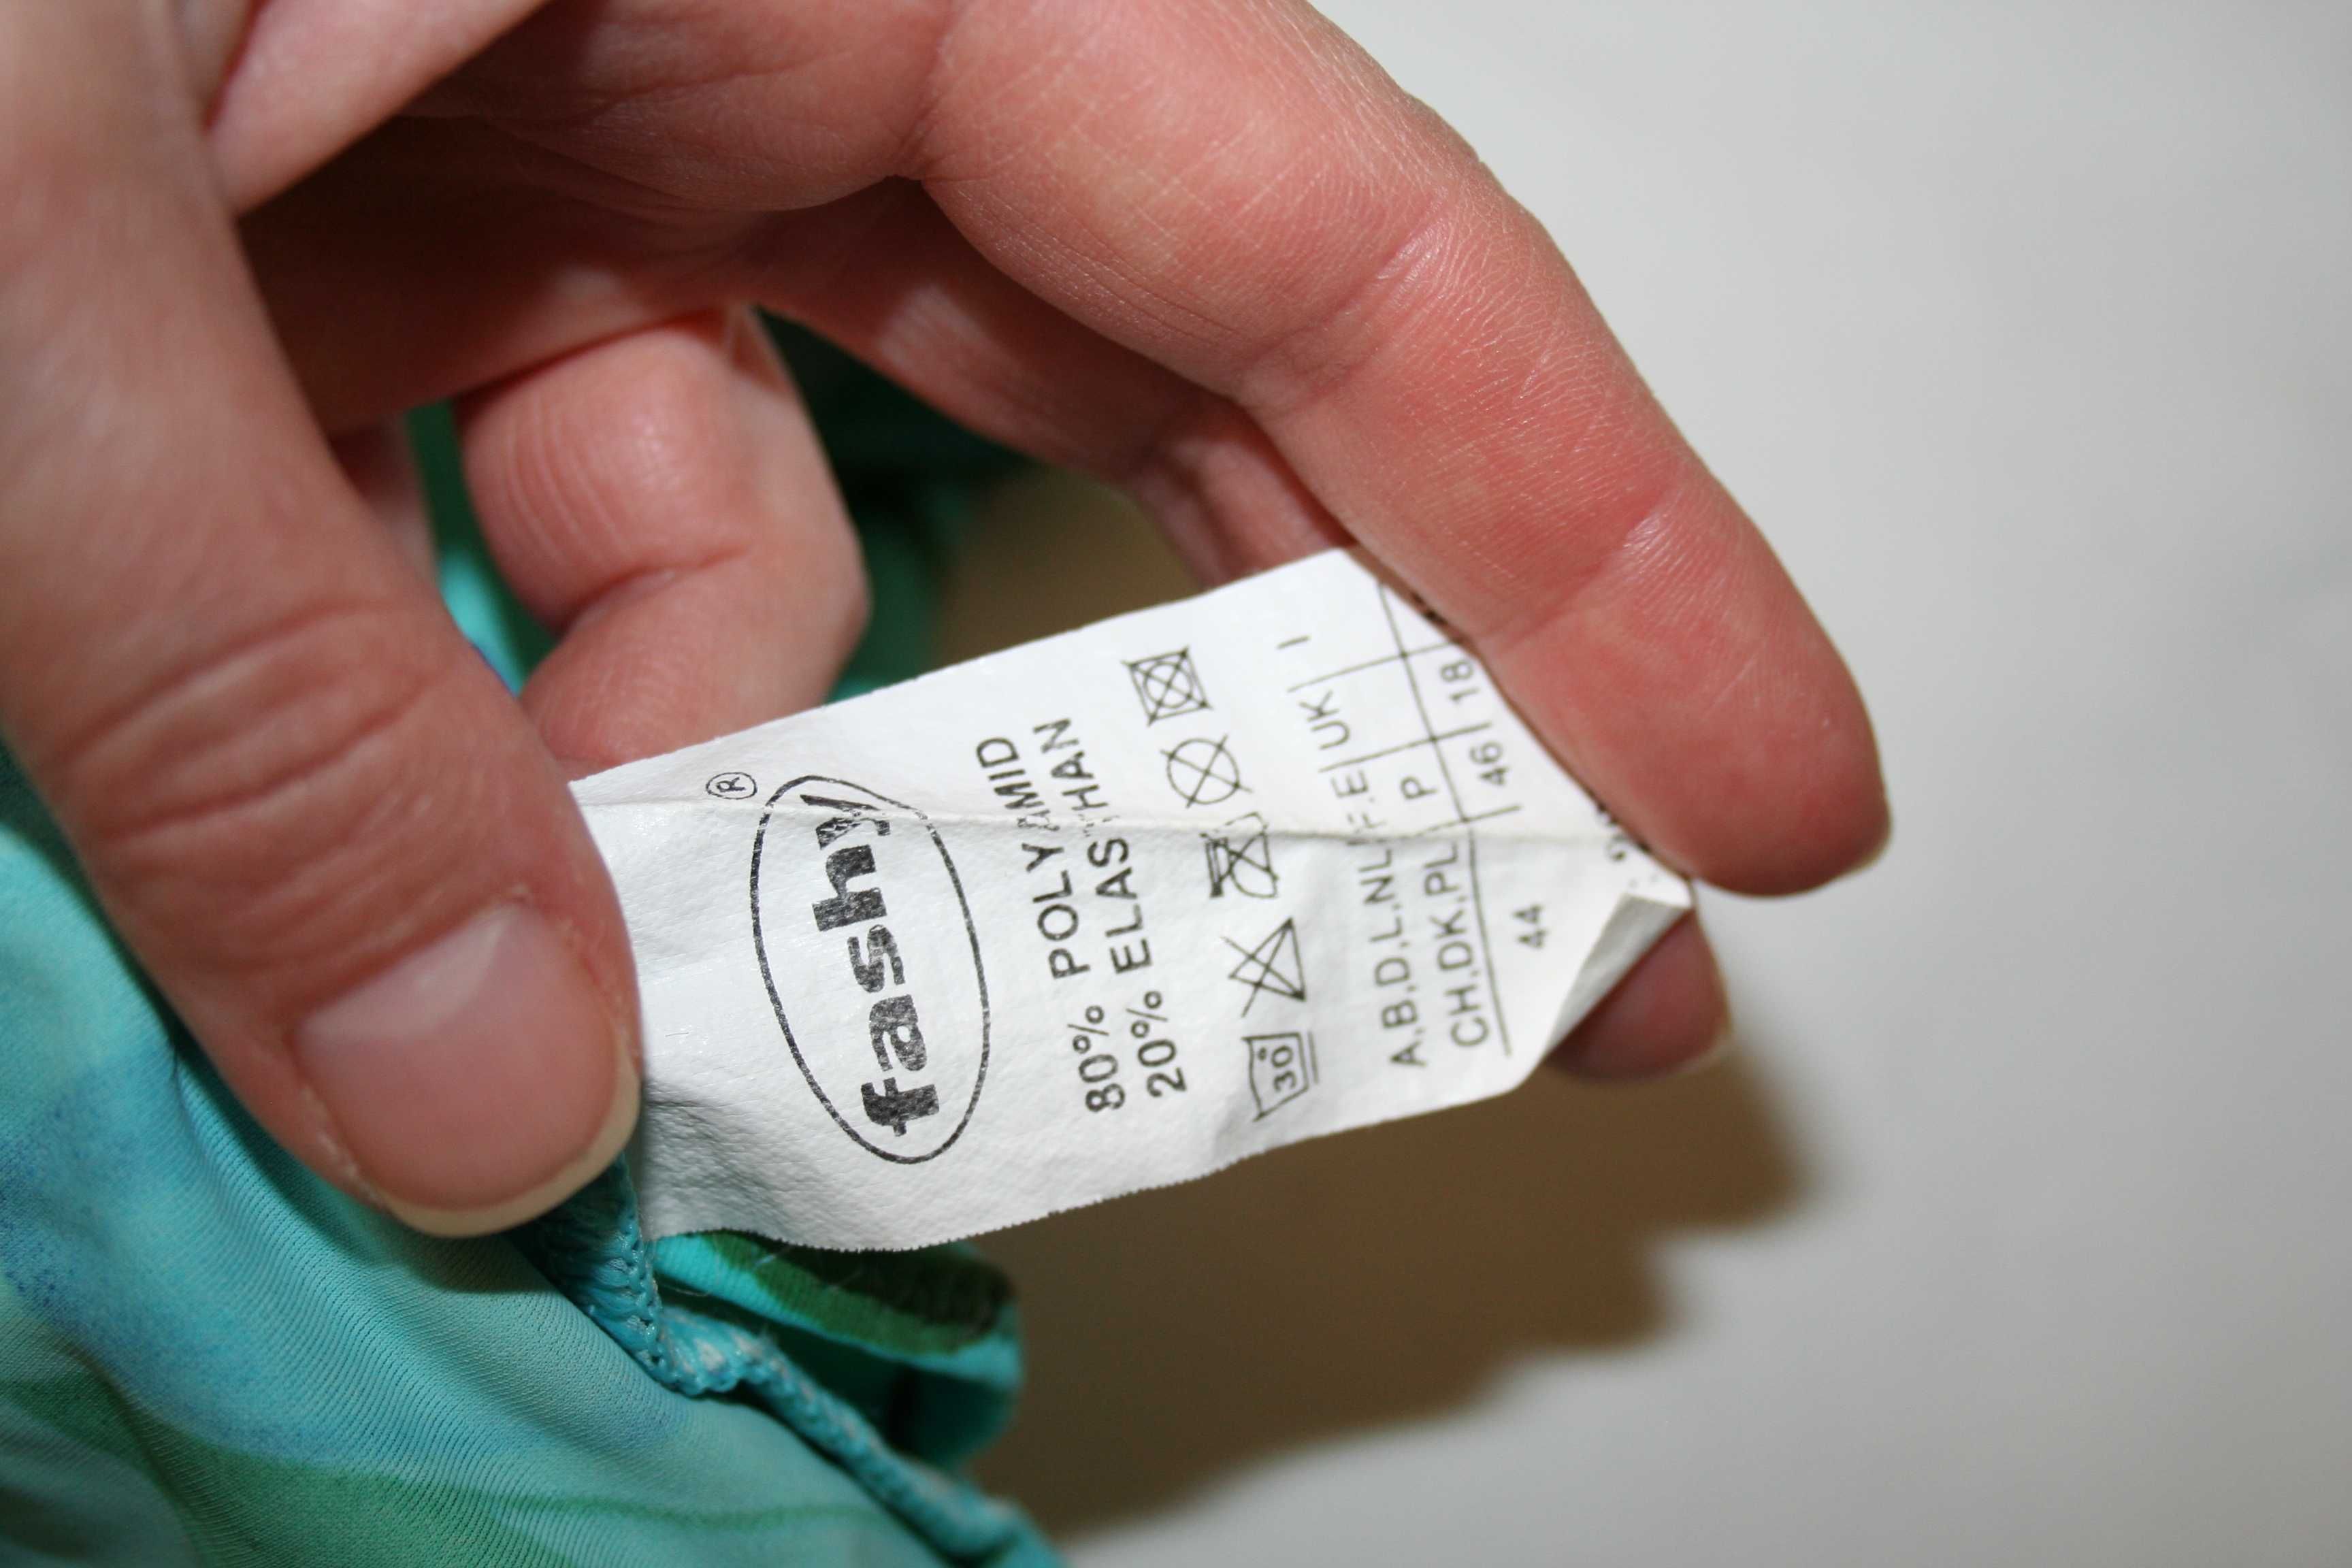 fashy®
80% POLYAMID
20% ELASTHAN
30°
A,B,D,L,NL, F.E UK I
CH,DK,PL P
44 46 18